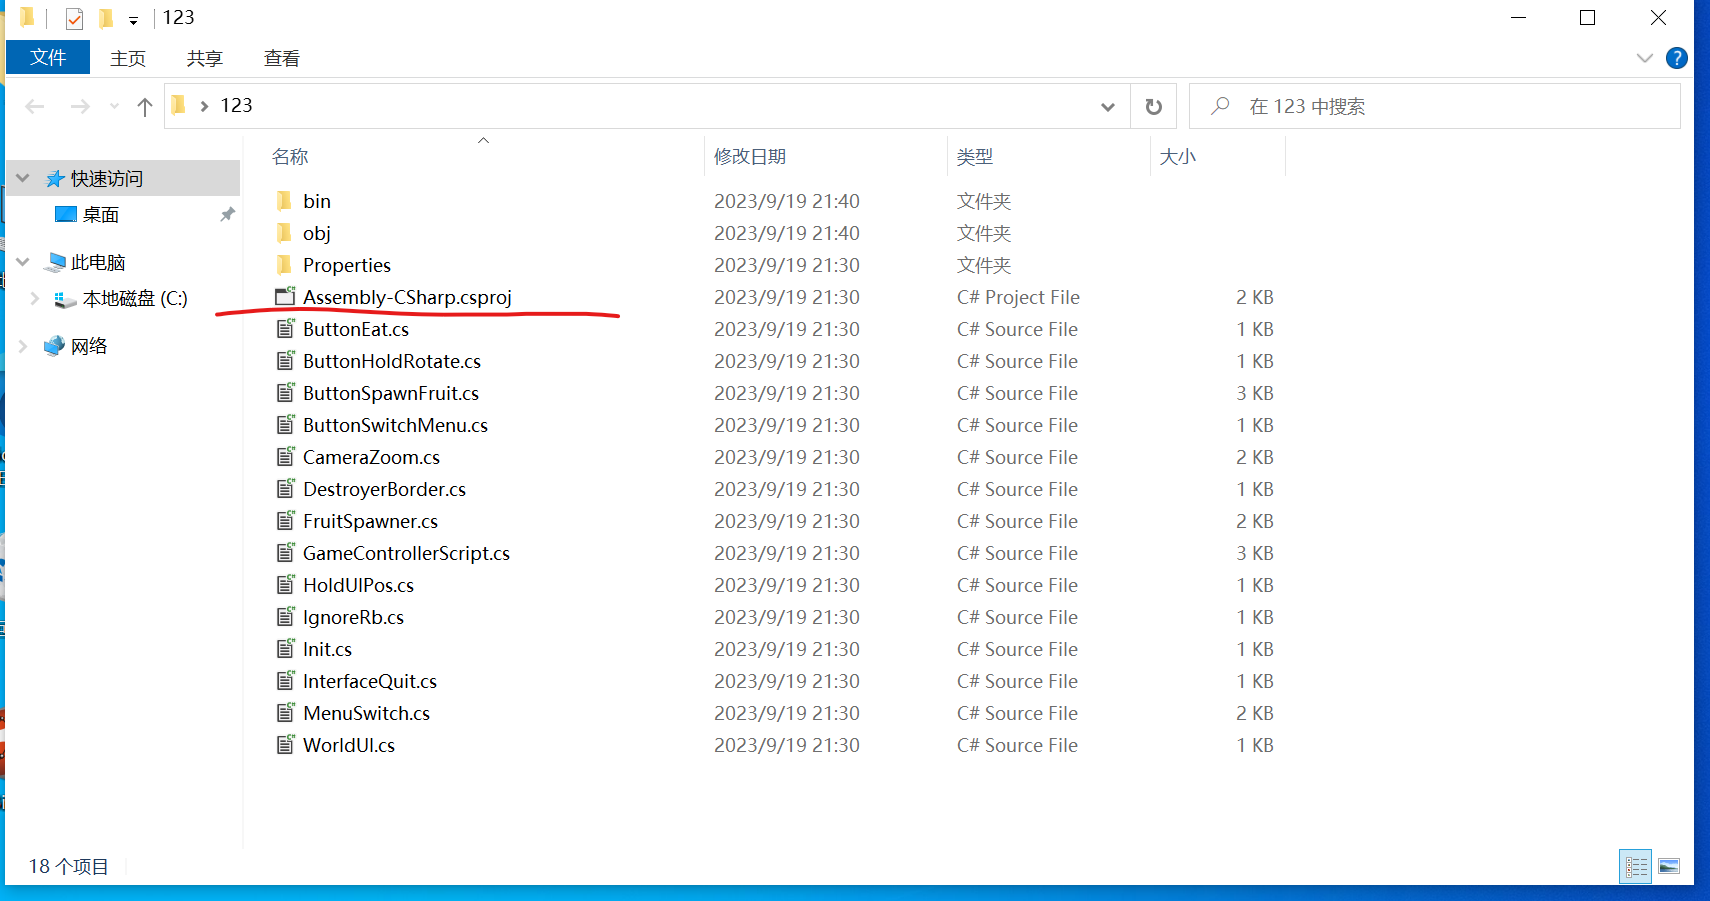 123
文件 主页 共享 查看
123 在 123 中搜索
名称 修改日期 类型 大小
快速访问
桌面
此电脑
本地磁盘 (C:)
网络
bin 2023/9/19 21:40 文件夹
obj 2023/9/19 21:40 文件夹
Properties 2023/9/19 21:30 文件夹
Assembly-CSharp.csproj 2023/9/19 21:30 C# Project File 2 KB
ButtonEat.cs 2023/9/19 21:30 C# Source File 1 KB
ButtonHoldRotate.cs 2023/9/19 21:30 C# Source File 1 KB
ButtonSpawnFruit.cs 2023/9/19 21:30 C# Source File 3 KB
ButtonSwitchMenu.cs 2023/9/19 21:30 C# Source File 1 KB
CameraZoom.cs 2023/9/19 21:30 C# Source File 2 KB
DestroyerBorder.cs 2023/9/19 21:30 C# Source File 1 KB
FruitSpawner.cs 2023/9/19 21:30 C# Source File 2 KB
GameControllerScript.cs 2023/9/19 21:30 C# Source File 3 KB
HoldUIPos.cs 2023/9/19 21:30 C# Source File 1 KB
IgnoreRb.cs 2023/9/19 21:30 C# Source File 1 KB
Init.cs 2023/9/19 21:30 C# Source File 1 KB
InterfaceQuit.cs 2023/9/19 21:30 C# Source File 1 KB
MenuSwitch.cs 2023/9/19 21:30 C# Source File 2 KB
WorldUI.cs 2023/9/19 21:30 C# Source File 1 KB
18 个项目